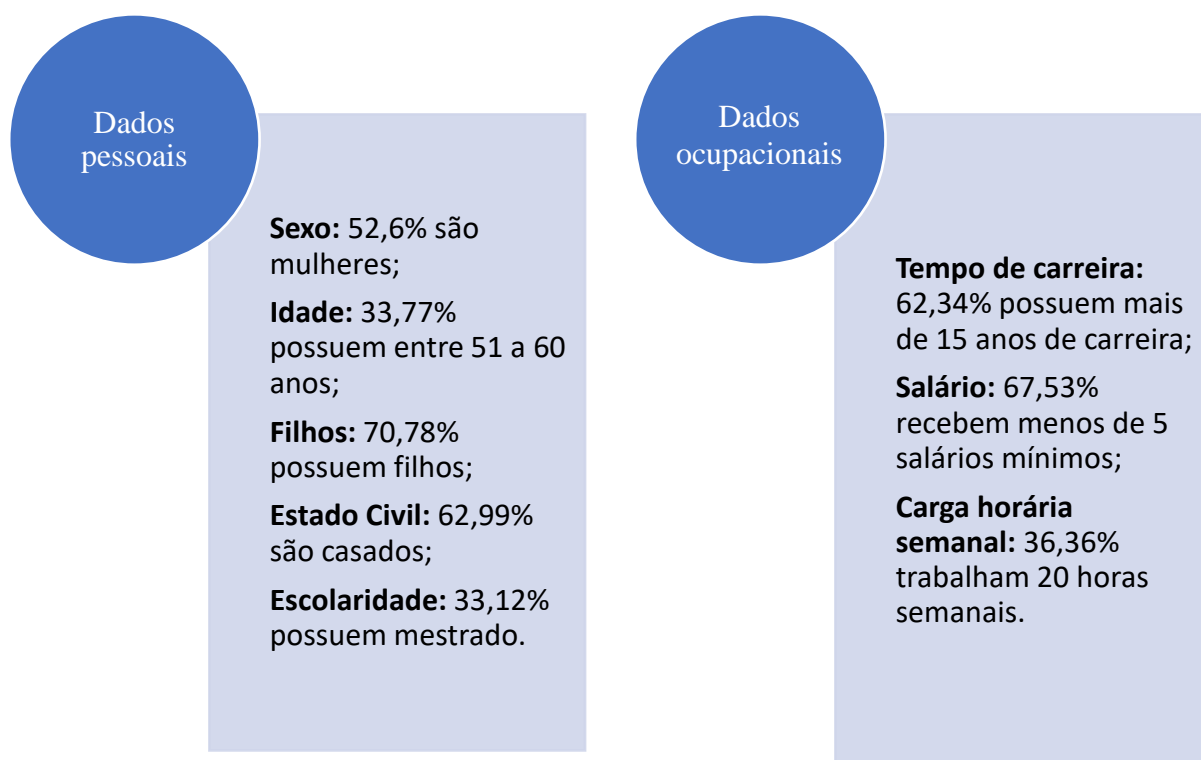 Dados
pessoais
Sexo: 52,6% são
mulheres;
Idade: 33,77%
possuem entre 51 a 60
anos;
Filhos: 70,78%
possuem filhos;
Estado Civil: 62,99%
são casados;
Escolaridade: 33,12%
possuem mestrado.
Dados
ocupacionais
Tempo de carreira:
62,34% possuem mais
de 15 anos de carreira;
Salário: 67,53%
recebem menos de 5
salários mínimos;
Carga horária
semanal: 36,36%
trabalham 20 horas
semanais.